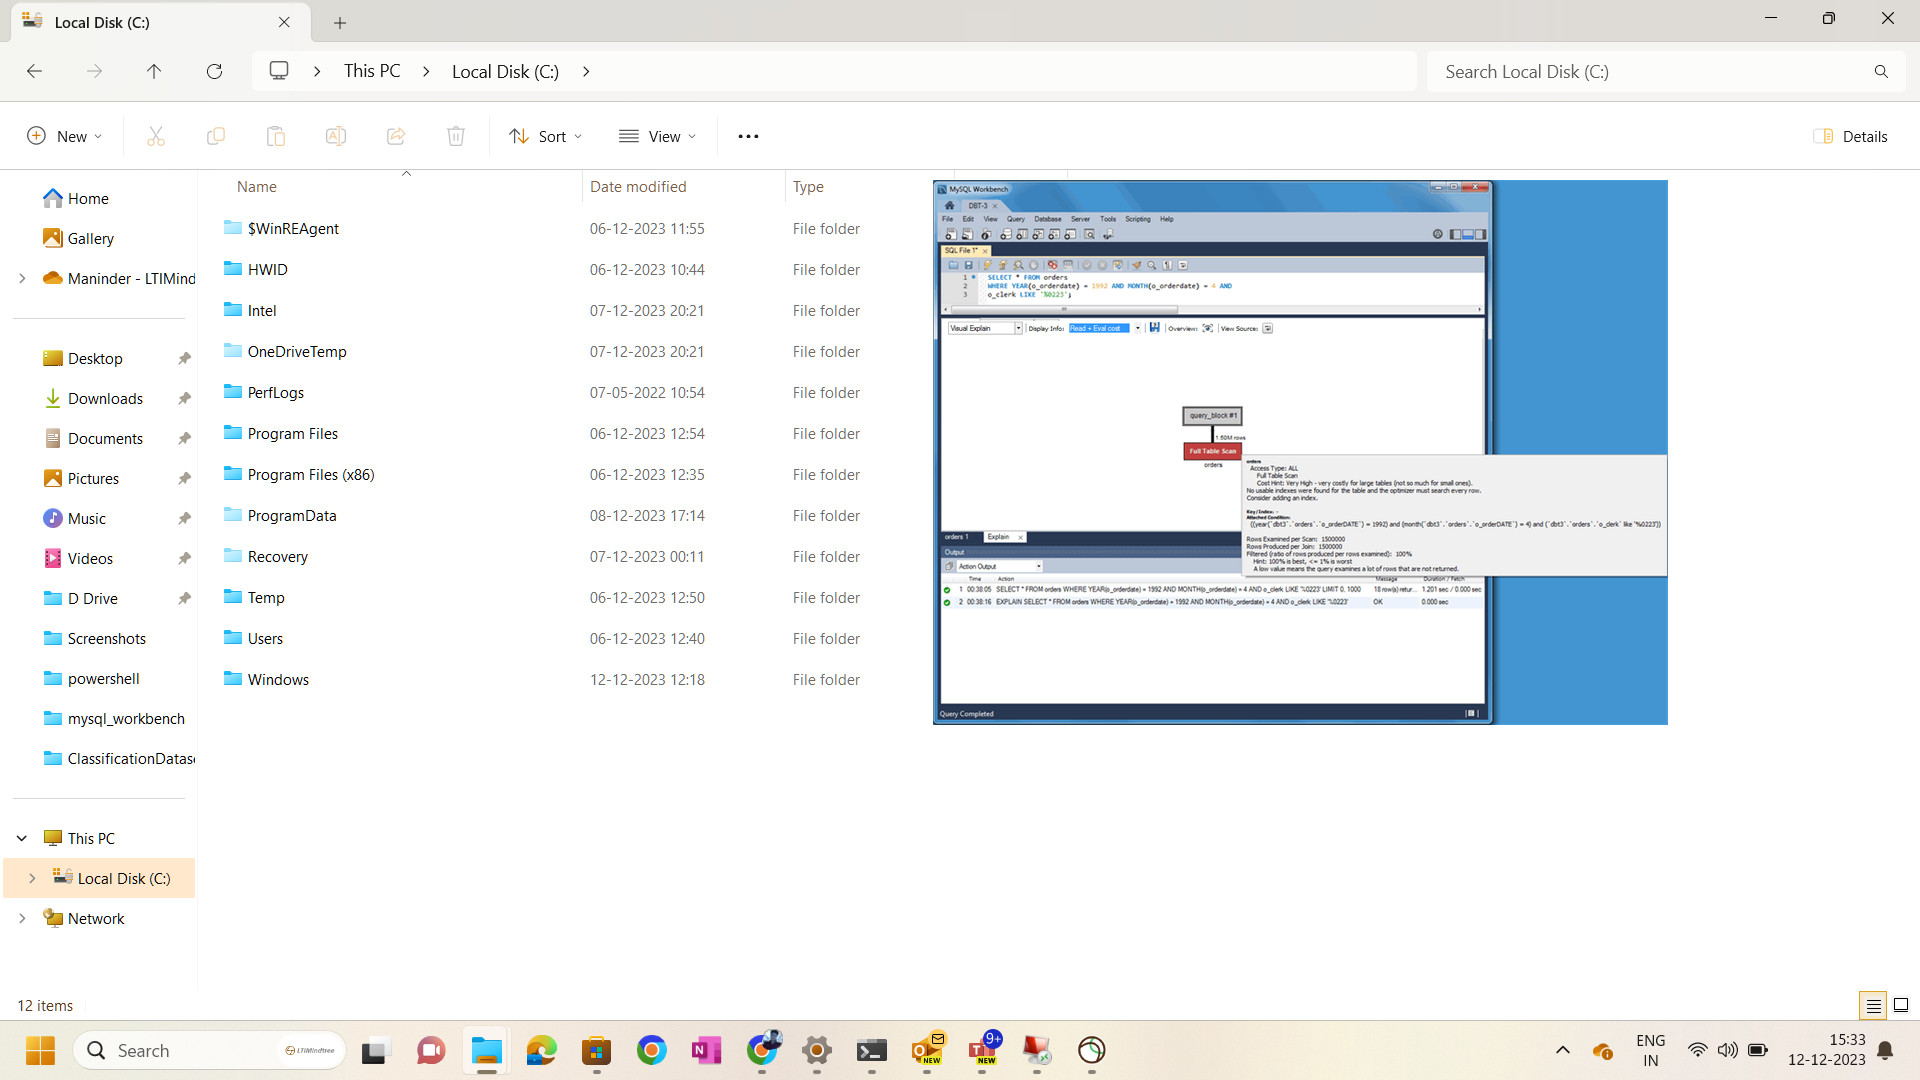 Local Disk (C:)
This PC
Local Disk (C:)
Search Local Disk (C:)
New
Sort
View
Details
Name
Date modified
Type
$WinREAgent 06-12-2023 11:55 File folder
HWID 06-12-2023 10:44 File folder
Intel 07-12-2023 20:21 File folder
OneDriveTemp 07-12-2023 20:21 File folder
PerfLogs 07-05-2022 10:54 File folder
Program Files 06-12-2023 12:54 File folder
Program Files (x86) 06-12-2023 12:35 File folder
ProgramData 08-12-2023 17:14 File folder
Recovery 07-12-2023 00:11 File folder
Temp 06-12-2023 12:50 File folder
Users 06-12-2023 12:40 File folder
Windows 12-12-2023 12:18 File folder
Home
Gallery
Maninder - LTIMind
Desktop
Downloads
Documents
Pictures
Music
Videos
D Drive
Screenshots
powershell
mysql_workbench
ClassificationDatas
This PC
Local Disk (C:)
Network
MySQL Workbench
DBT-3
File Edit View Query Database Server Tools Scripting Help
SQL File 1*
1 SELECT * FROM orders
2 WHERE YEAR(o_orderdate) = 1992 AND MONTH(o_orderdate) = 4 AND
3 o_clerk LIKE '%0223';
Visual Explain
Display Info:
Read + Eval cost
Overview:
View Source:
query_block #1
1.50M rows
Full Table Scan
orders
orders
Access Type: ALL
Full Table Scan
Cost Hint: Very High - very costly for large tables (not so much for small ones).
No usable indexes were found for the table and the optimizer must search every row.
Consider adding an index.
Key/Index: -
Attached Condition:
((year(`dbt3`.`orders`.`o_orderDATE`) = 1992) and (month(`dbt3`.`orders`.`o_orderDATE`) = 4) and (`dbt3`.`orders`.`o_clerk` like '%0223'))
Rows Examined per Scan: 1500000
Rows Produced per Join: 1500000
Filtered (ratio of rows produced per rows examined): 100%
Hint: 100% is best, <= 1% is worst
A low value means the query examines a lot of rows that are not returned.
orders 1
Explain
Output
Action Output
Time Action Message Duration / Fetch
1 00:38:05 SELECT * FROM orders WHERE YEAR(o_orderdate) = 1992 AND MONTH(o_orderdate) = 4 AND o_clerk LIKE '%0223' LIMIT 0, 1000 18 row(s) retur... 1.201 sec / 0.000 sec
2 00:38:16 EXPLAIN SELECT * FROM orders WHERE YEAR(o_orderdate) = 1992 AND MONTH(o_orderdate) = 4 AND o_clerk LIKE '%0223' OK 0.000 sec
Query Completed
12 items
Search
LTIMindtree
NEW
9+
NEW
ENG
IN
15:33
12-12-2023